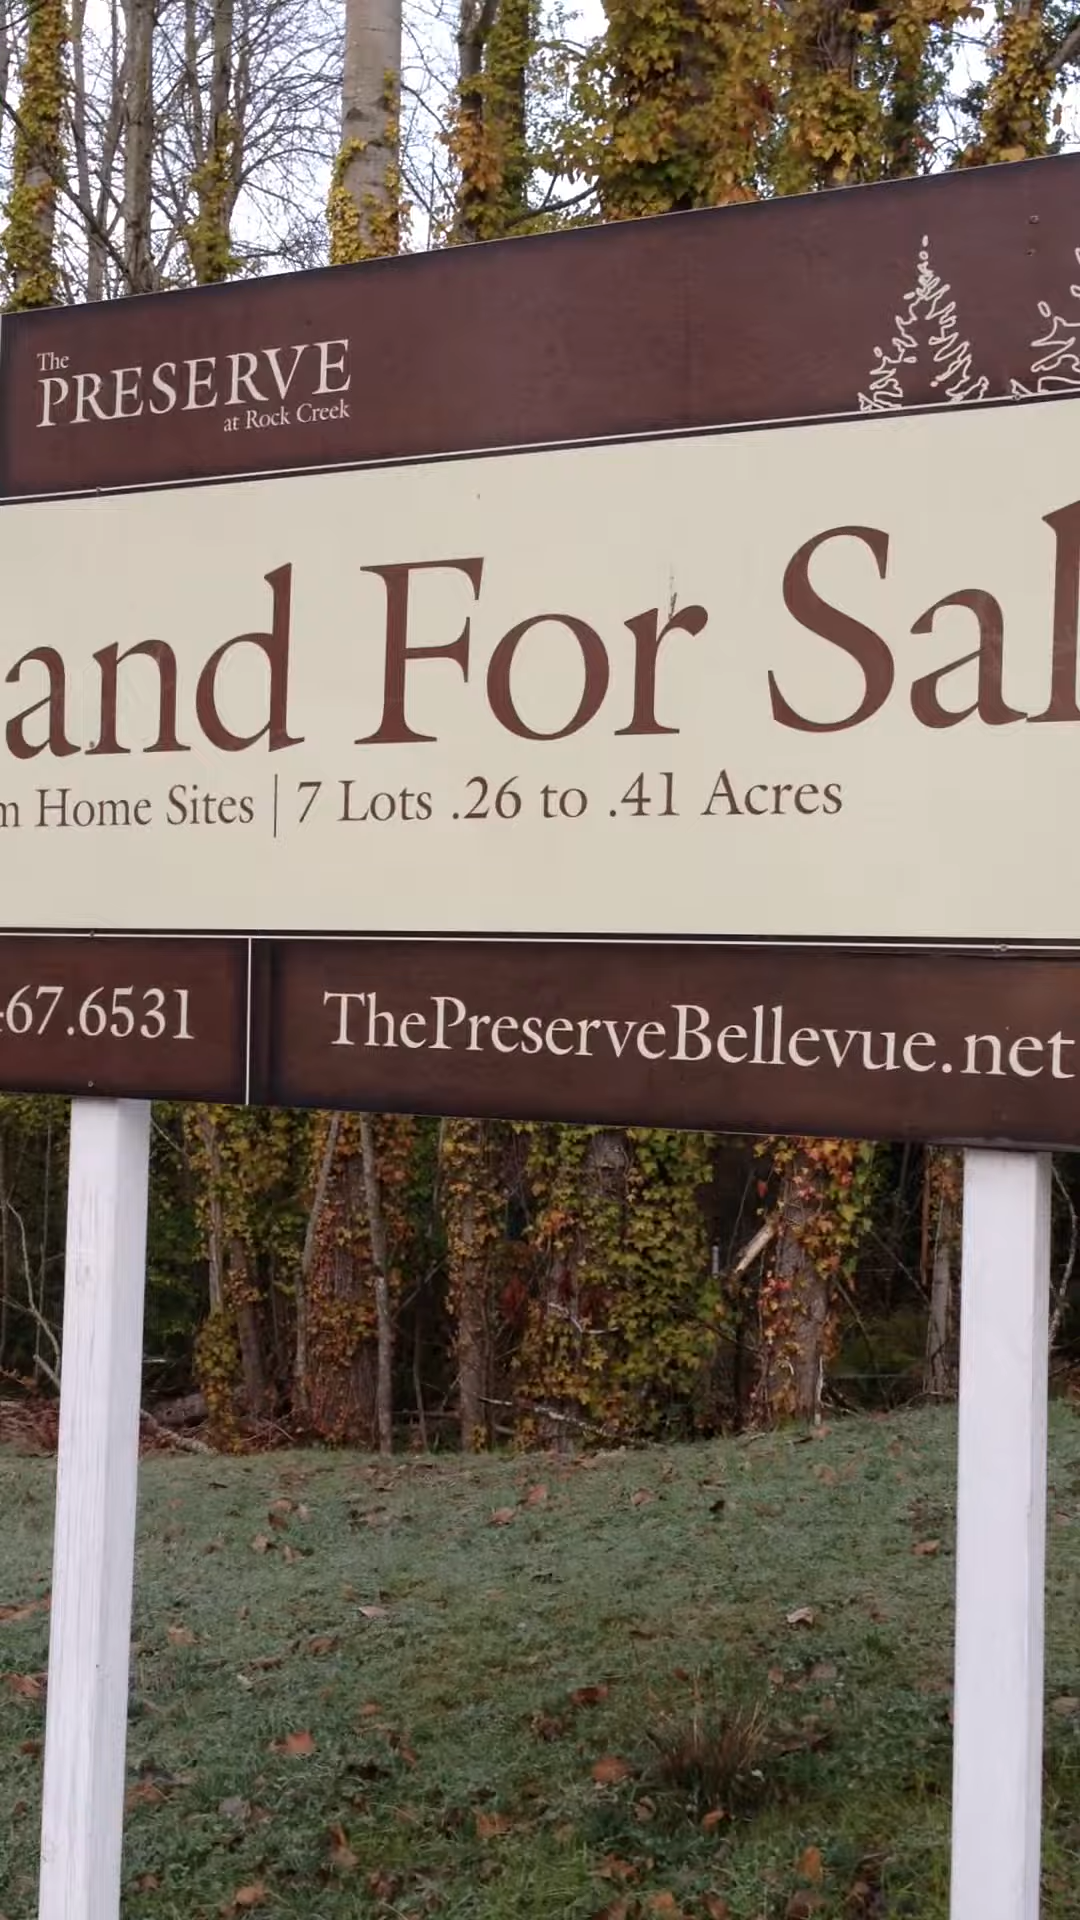 The
PRESERVE
at Rock Creek
and For Sal
m Home Sites | 7 Lots .26 to .41 Acres
67.6531
ThePreserveBellevue.net